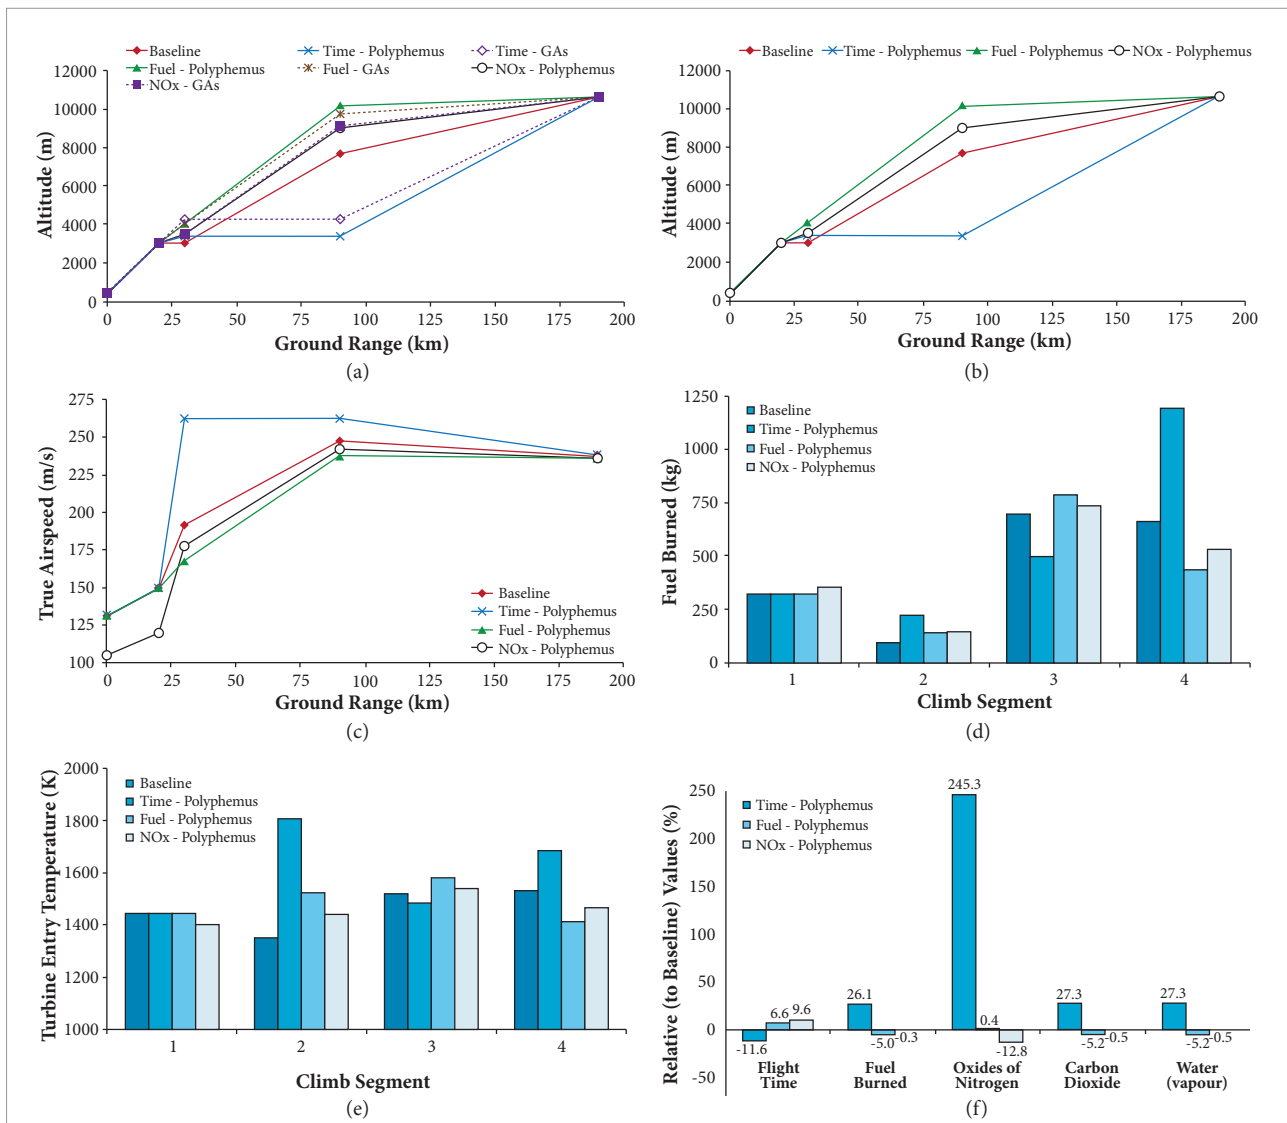 Baseline Time - Polyphemus Time - GAs
Fuel - Polyphemus Fuel - GAs NOx - Polyphemus
NOx - GAs
12000
10000
8000
6000
4000
2000
0
Altitude (m)
0 25 50 75 100 125 150 175 200
Ground Range (km)
(a)
Baseline Time - Polyphemus Fuel - Polyphemus NOx - Polyphemus
12000
10000
8000
6000
4000
2000
0
Altitude (m)
0 25 50 75 100 125 150 175 200
Ground Range (km)
(b)
275
250
225
200
175
150
125
100
True Airspeed (m/s)
Baseline
Time - Polyphemus
Fuel - Polyphemus
NOx - Polyphemus
0 25 50 75 100 125 150 175 200
Ground Range (km)
(c)
1250
1000
750
500
250
0
Fuel Burned (kg)
Baseline
Time - Polyphemus
Fuel - Polyphemus
NOx - Polyphemus
1 2 3 4
Climb Segment
(d)
2000
1800
1600
1400
1200
1000
Turbine Entry Temperature (K)
Baseline
Time - Polyphemus
Fuel - Polyphemus
NOx - Polyphemus
1 2 3 4
Climb Segment
(e)
250
200
150
100
50
0
-50
Relative (to Baseline) Values (%)
Time - Polyphemus
Fuel - Polyphemus
NOx - Polyphemus
245.3
26.1 27.3 27.3
6.6 9.6 0.4
-11.6 -5.0 -0.3 -12.8 -5.2 -0.5 -5.2 -0.5
Flight Fuel Oxides of Carbon Water
Time Burned Nitrogen Dioxide (vapour)
(f)